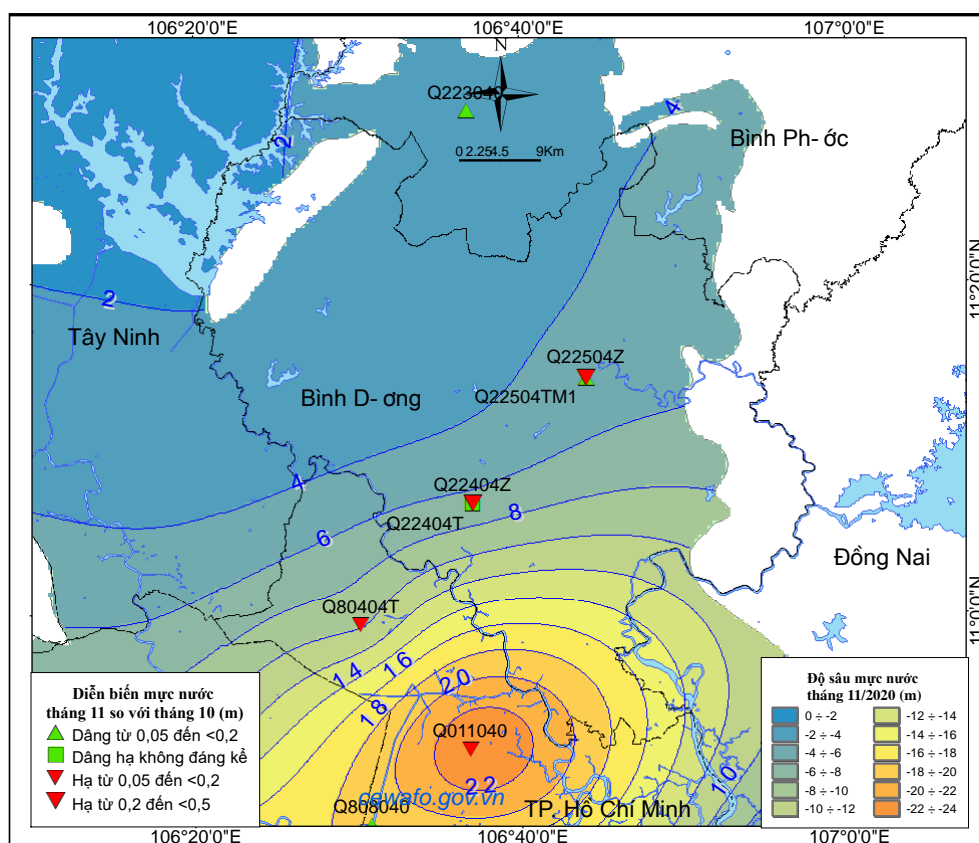 106°20'0"E
106°40'0"E
107°0'0"E
N
Q223040
4
Bình Ph- ớc
0 2.25 4.5 9Km
2
11°20'0"N
2
Tây Ninh
Q22504Z
Q22504TM1
Bình D- ơng
4
Q22404Z
8
Q22404T
6
Đồng Nai
11°0'0"N
Q80404T
14
16
20
18
Q011040
22
cewafo.gov.vn
Q808040
TP. Hồ Chí Minh
10
Diễn biến mực nước
tháng 11 so với tháng 10 (m)
Dâng từ 0,05 đến <0,2
Dâng hạ không đáng kể
Hạ từ 0,05 đến <0,2
Hạ từ 0,2 đến <0,5
Độ sâu mực nước
tháng 11/2020 (m)
0 ÷ -2
-2 ÷ -4
-4 ÷ -6
-6 ÷ -8
-8 ÷ -10
-10 ÷ -12
-12 ÷ -14
-14 ÷ -16
-16 ÷ -18
-18 ÷ -20
-20 ÷ -22
-22 ÷ -24
106°20'0"E
106°40'0"E
107°0'0"E